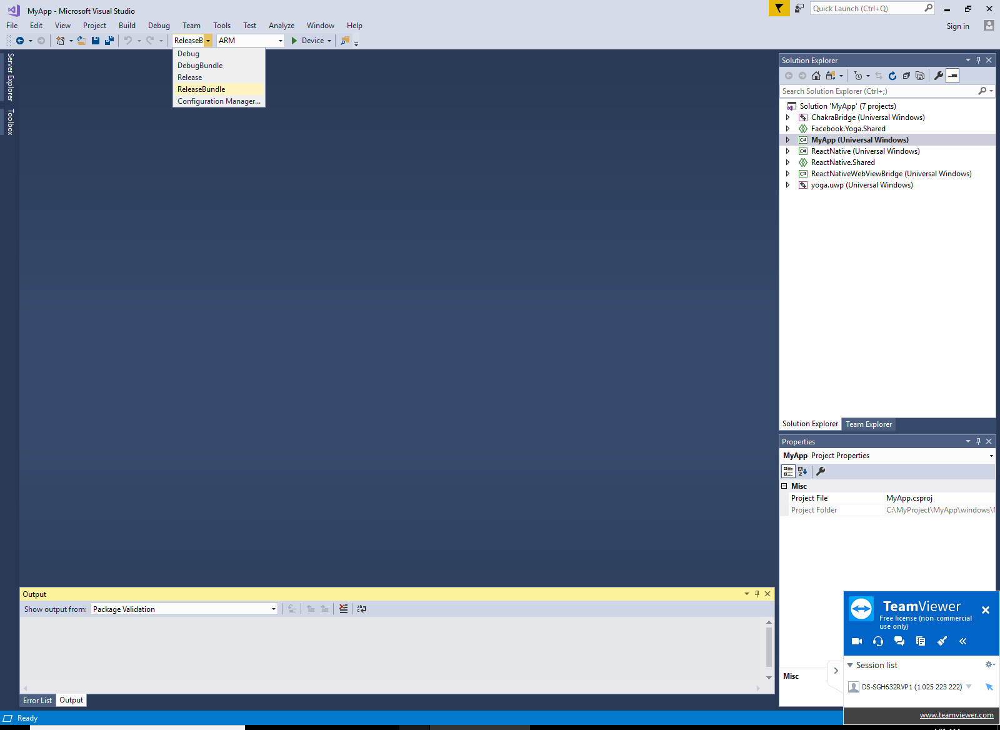 MyApp - Microsoft Visual Studio
Quick Launch (Ctrl+Q)
File Edit View Project Build Debug Team Tools Test Analyze Window Help
Sign in
ReleaseB ARM Device
Debug
DebugBundle
Release
ReleaseBundle
Configuration Manager...
Server Explorer
Toolbox
Solution Explorer
Search Solution Explorer (Ctrl+;)
Solution 'MyApp' (7 projects)
ChakraBridge (Universal Windows)
Facebook.Yoga.Shared
C# MyApp (Universal Windows)
C# ReactNative (Universal Windows)
ReactNative.Shared
C# ReactNativeWebViewBridge (Universal Windows)
yoga.uwp (Universal Windows)
Solution Explorer Team Explorer
Properties
MyApp Project Properties
Misc
Project File MyApp.csproj
Project Folder C:\MyProject\MyApp\windows\
Misc
Output
Show output from: Package Validation
Error List Output
Ready
TeamViewer
Free license (non-commercial
use only)
Session list
DS-SGH632RVP1 (1 025 223 222)
www.teamviewer.com